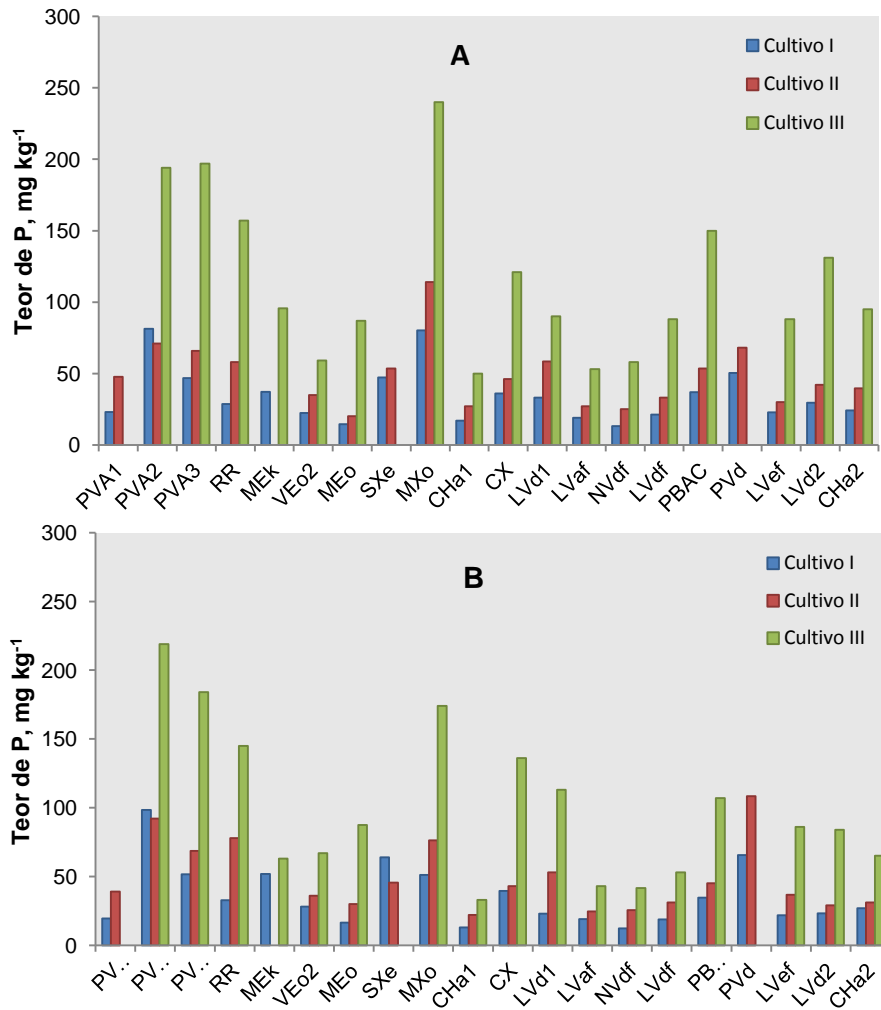 300
250
200
150
100
50
0
Teor de P, mg kg-1
A
Cultivo I
Cultivo II
Cultivo III
PVA1 PVA2 PVA3 RR MEk VEo2 MEo SXe MXo CHa1 CX LVd1 LVaf NVdf LVdf PBAC PVd LVef LVd2 CHa2
300
250
200
150
100
50
0
Teor de P, mg kg-1
B
Cultivo I
Cultivo II
Cultivo III
PV.. PV.. PV.. RR MEk VEo2 MEo SXe MXo CHa1 CX LVd1 LVaf NVdf LVdf PB.. PVd LVef LVd2 CHa2